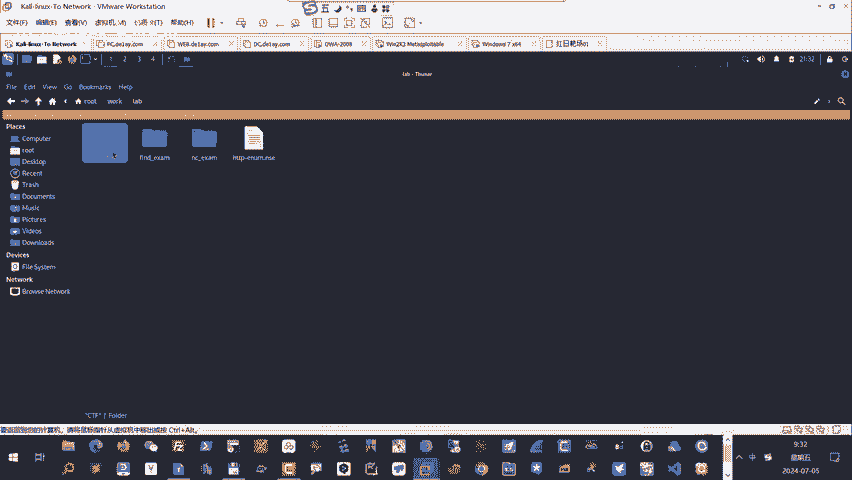 Kali-linux-To Network - VMware Workstation
文件(F) 编辑(E) 查看(V) 虚拟机(M) 选项卡(T) 帮助(H)
Kali-linux-To Network PC.de1ay.com WEB.de1ay.com DC.de1ay.com OWA-2008 Win2K3 Metasploitable Windows 7 x64 红日靶场01
1 2 3 4 21:32
lab - Thunar
File Edit View Go Bookmarks Help
root work lab
Places
Computer
root
Desktop
Recent
Trash
Documents
Music
Pictures
Videos
Downloads
Devices
File System
Network
Browse Network
find_exam nc_exam http-enum.nse
"CTF" | Folder
要返回到您的计算机，请将鼠标指针从虚拟机中移出或按 Ctrl+Alt。
9:32
中 星期五
2024-07-05